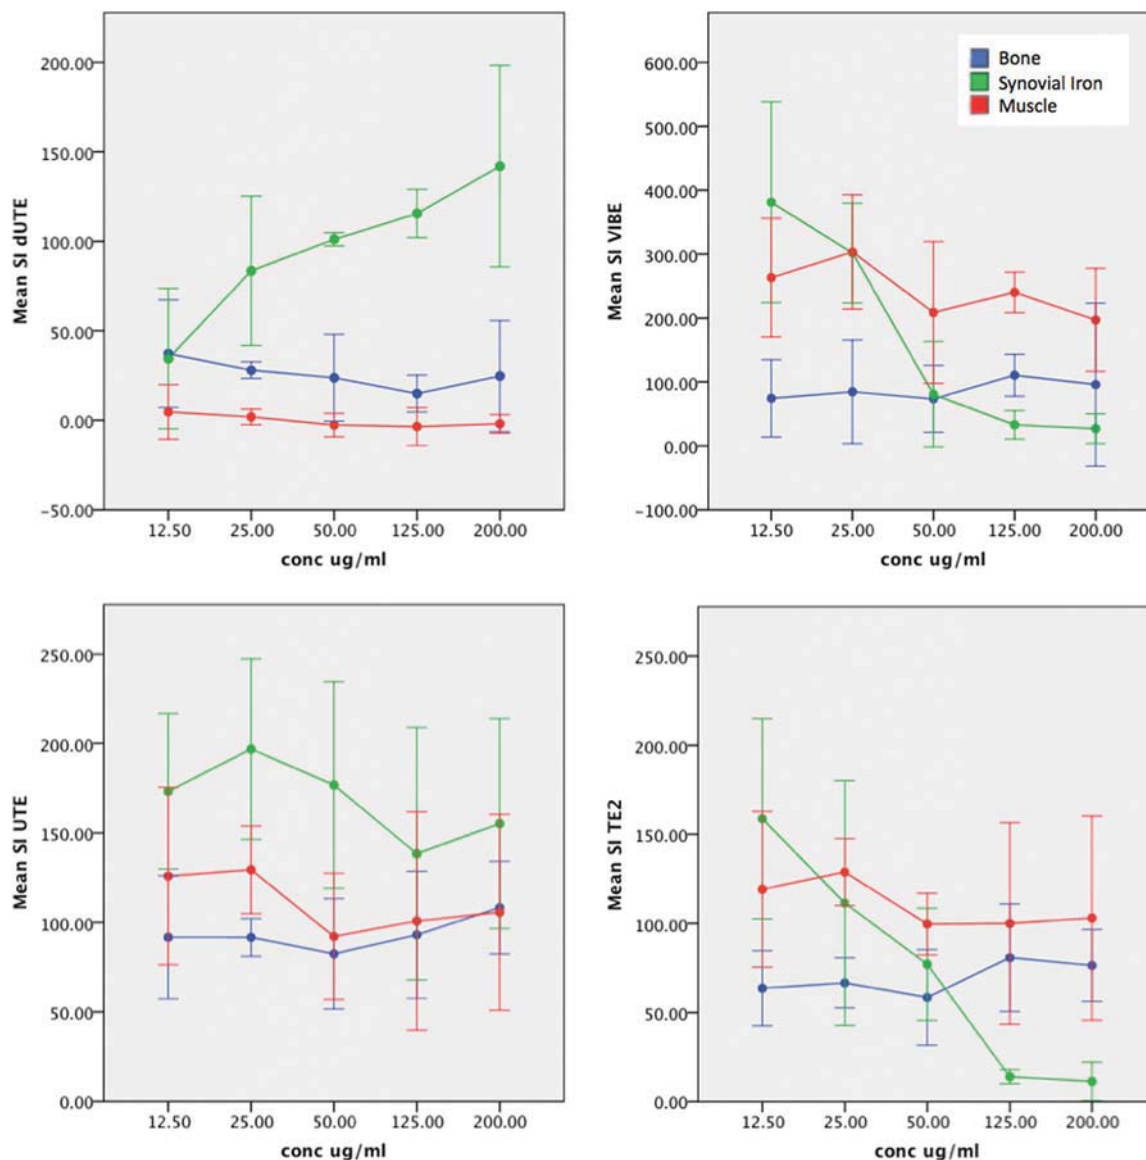 Mean SI dUTE
200.00
150.00
100.00
50.00
0.00
−50.00
12.50 25.00 50.00 125.00 200.00
conc ug/ml
Mean SI VIBE
600.00
500.00
400.00
300.00
200.00
100.00
0.00
−100.00
12.50 25.00 50.00 125.00 200.00
conc ug/ml
Bone
Synovial Iron
Muscle
Mean SI UTE
250.00
200.00
150.00
100.00
50.00
0.00
12.50 25.00 50.00 125.00 200.00
conc ug/ml
Mean SI TE2
250.00
200.00
150.00
100.00
50.00
0.00
12.50 25.00 50.00 125.00 200.00
conc ug/ml